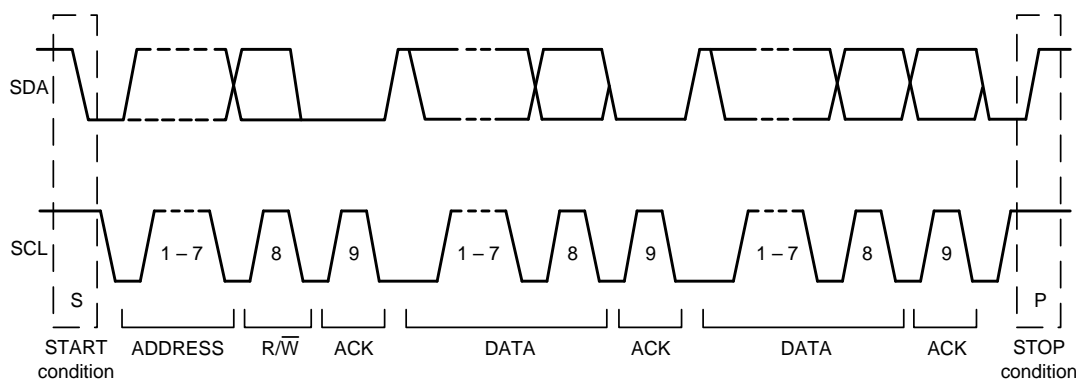 SDA
SCL
1 – 7
8
9
1 – 7
8
9
1 – 7
8
9
S
P
START
condition
ADDRESS
R/W̅
ACK
DATA
ACK
DATA
ACK
STOP
condition